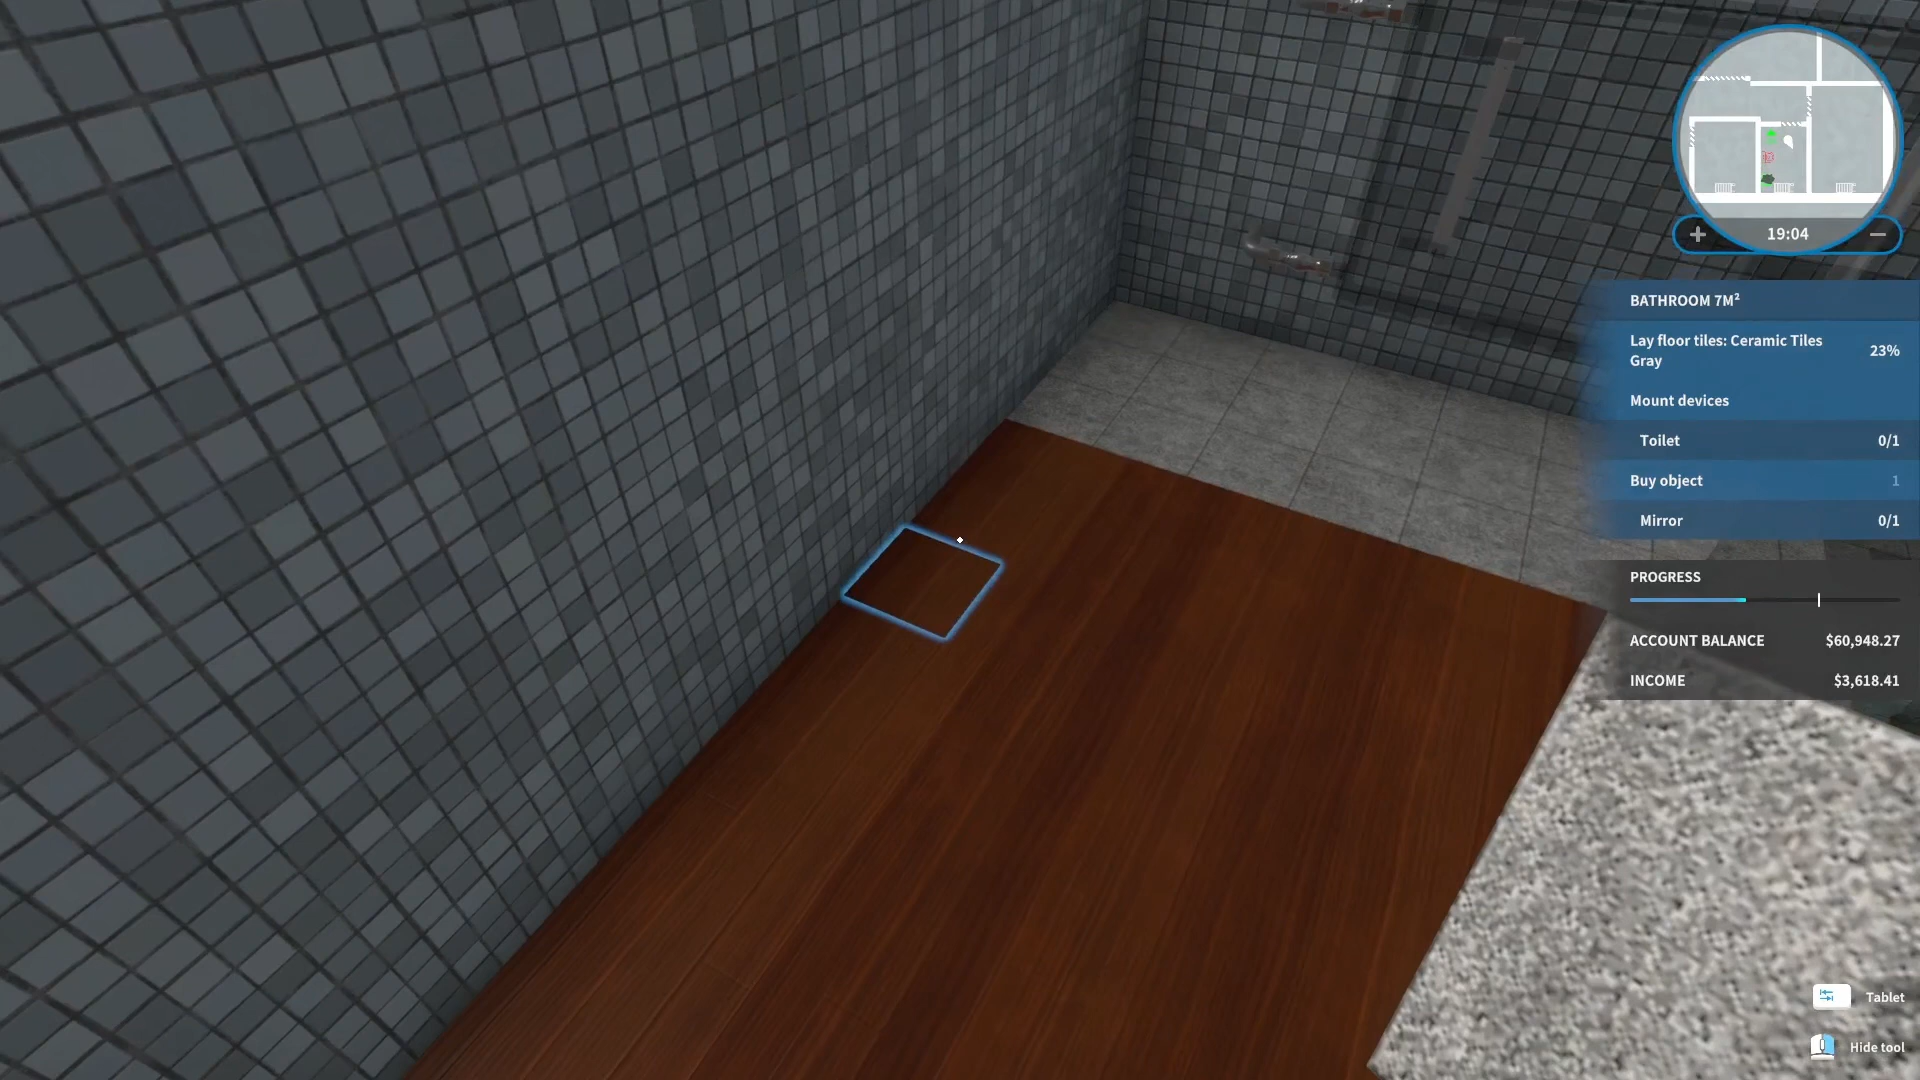 19:04
BATHROOM 7M²
Lay floor tiles: Ceramic Tiles
Gray
23%
Mount devices
Toilet 0/1
Buy object 1
Mirror 0/1
PROGRESS
ACCOUNT BALANCE $60,948.27
INCOME $3,618.41
Tablet
Hide tool